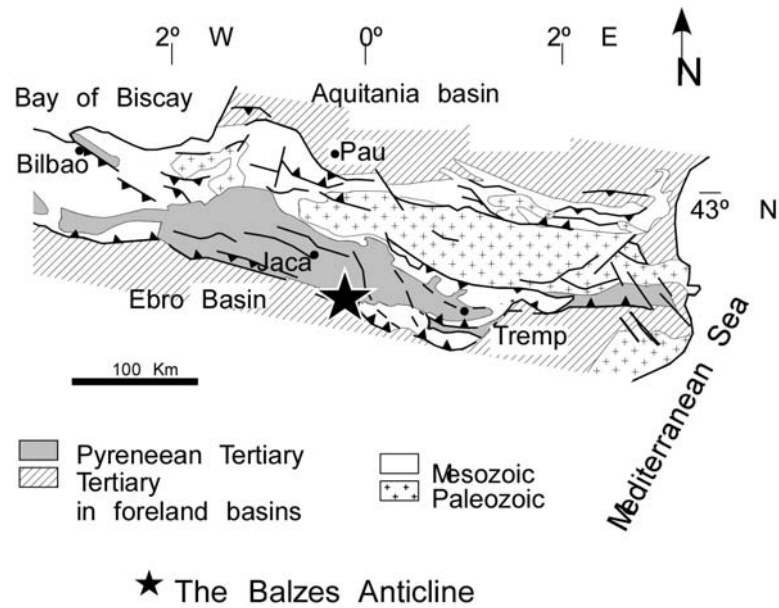 2º W 0º 2º E
N
Bay of Biscay Aquitania basin
Bilbao Pau
43º N
Jaca
Ebro Basin
Tremp
Mediterranean Sea
100 Km
Pyreneean Tertiary
Tertiary
in foreland basins
Mesozoic
Paleozoic
The Balzes Anticline